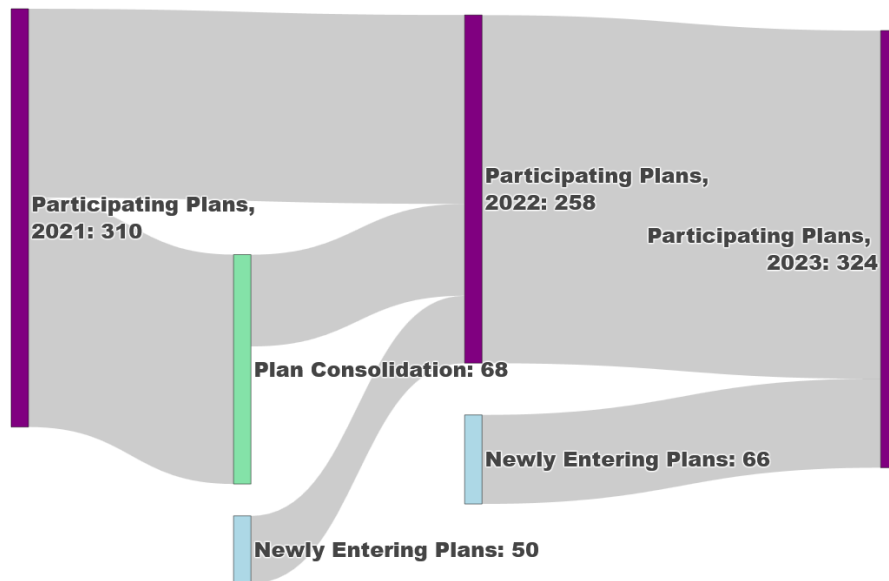 Participating Plans,
2021: 310
Participating Plans,
2022: 258
Participating Plans,
2023: 324
Plan Consolidation: 68
Newly Entering Plans: 66
Newly Entering Plans: 50